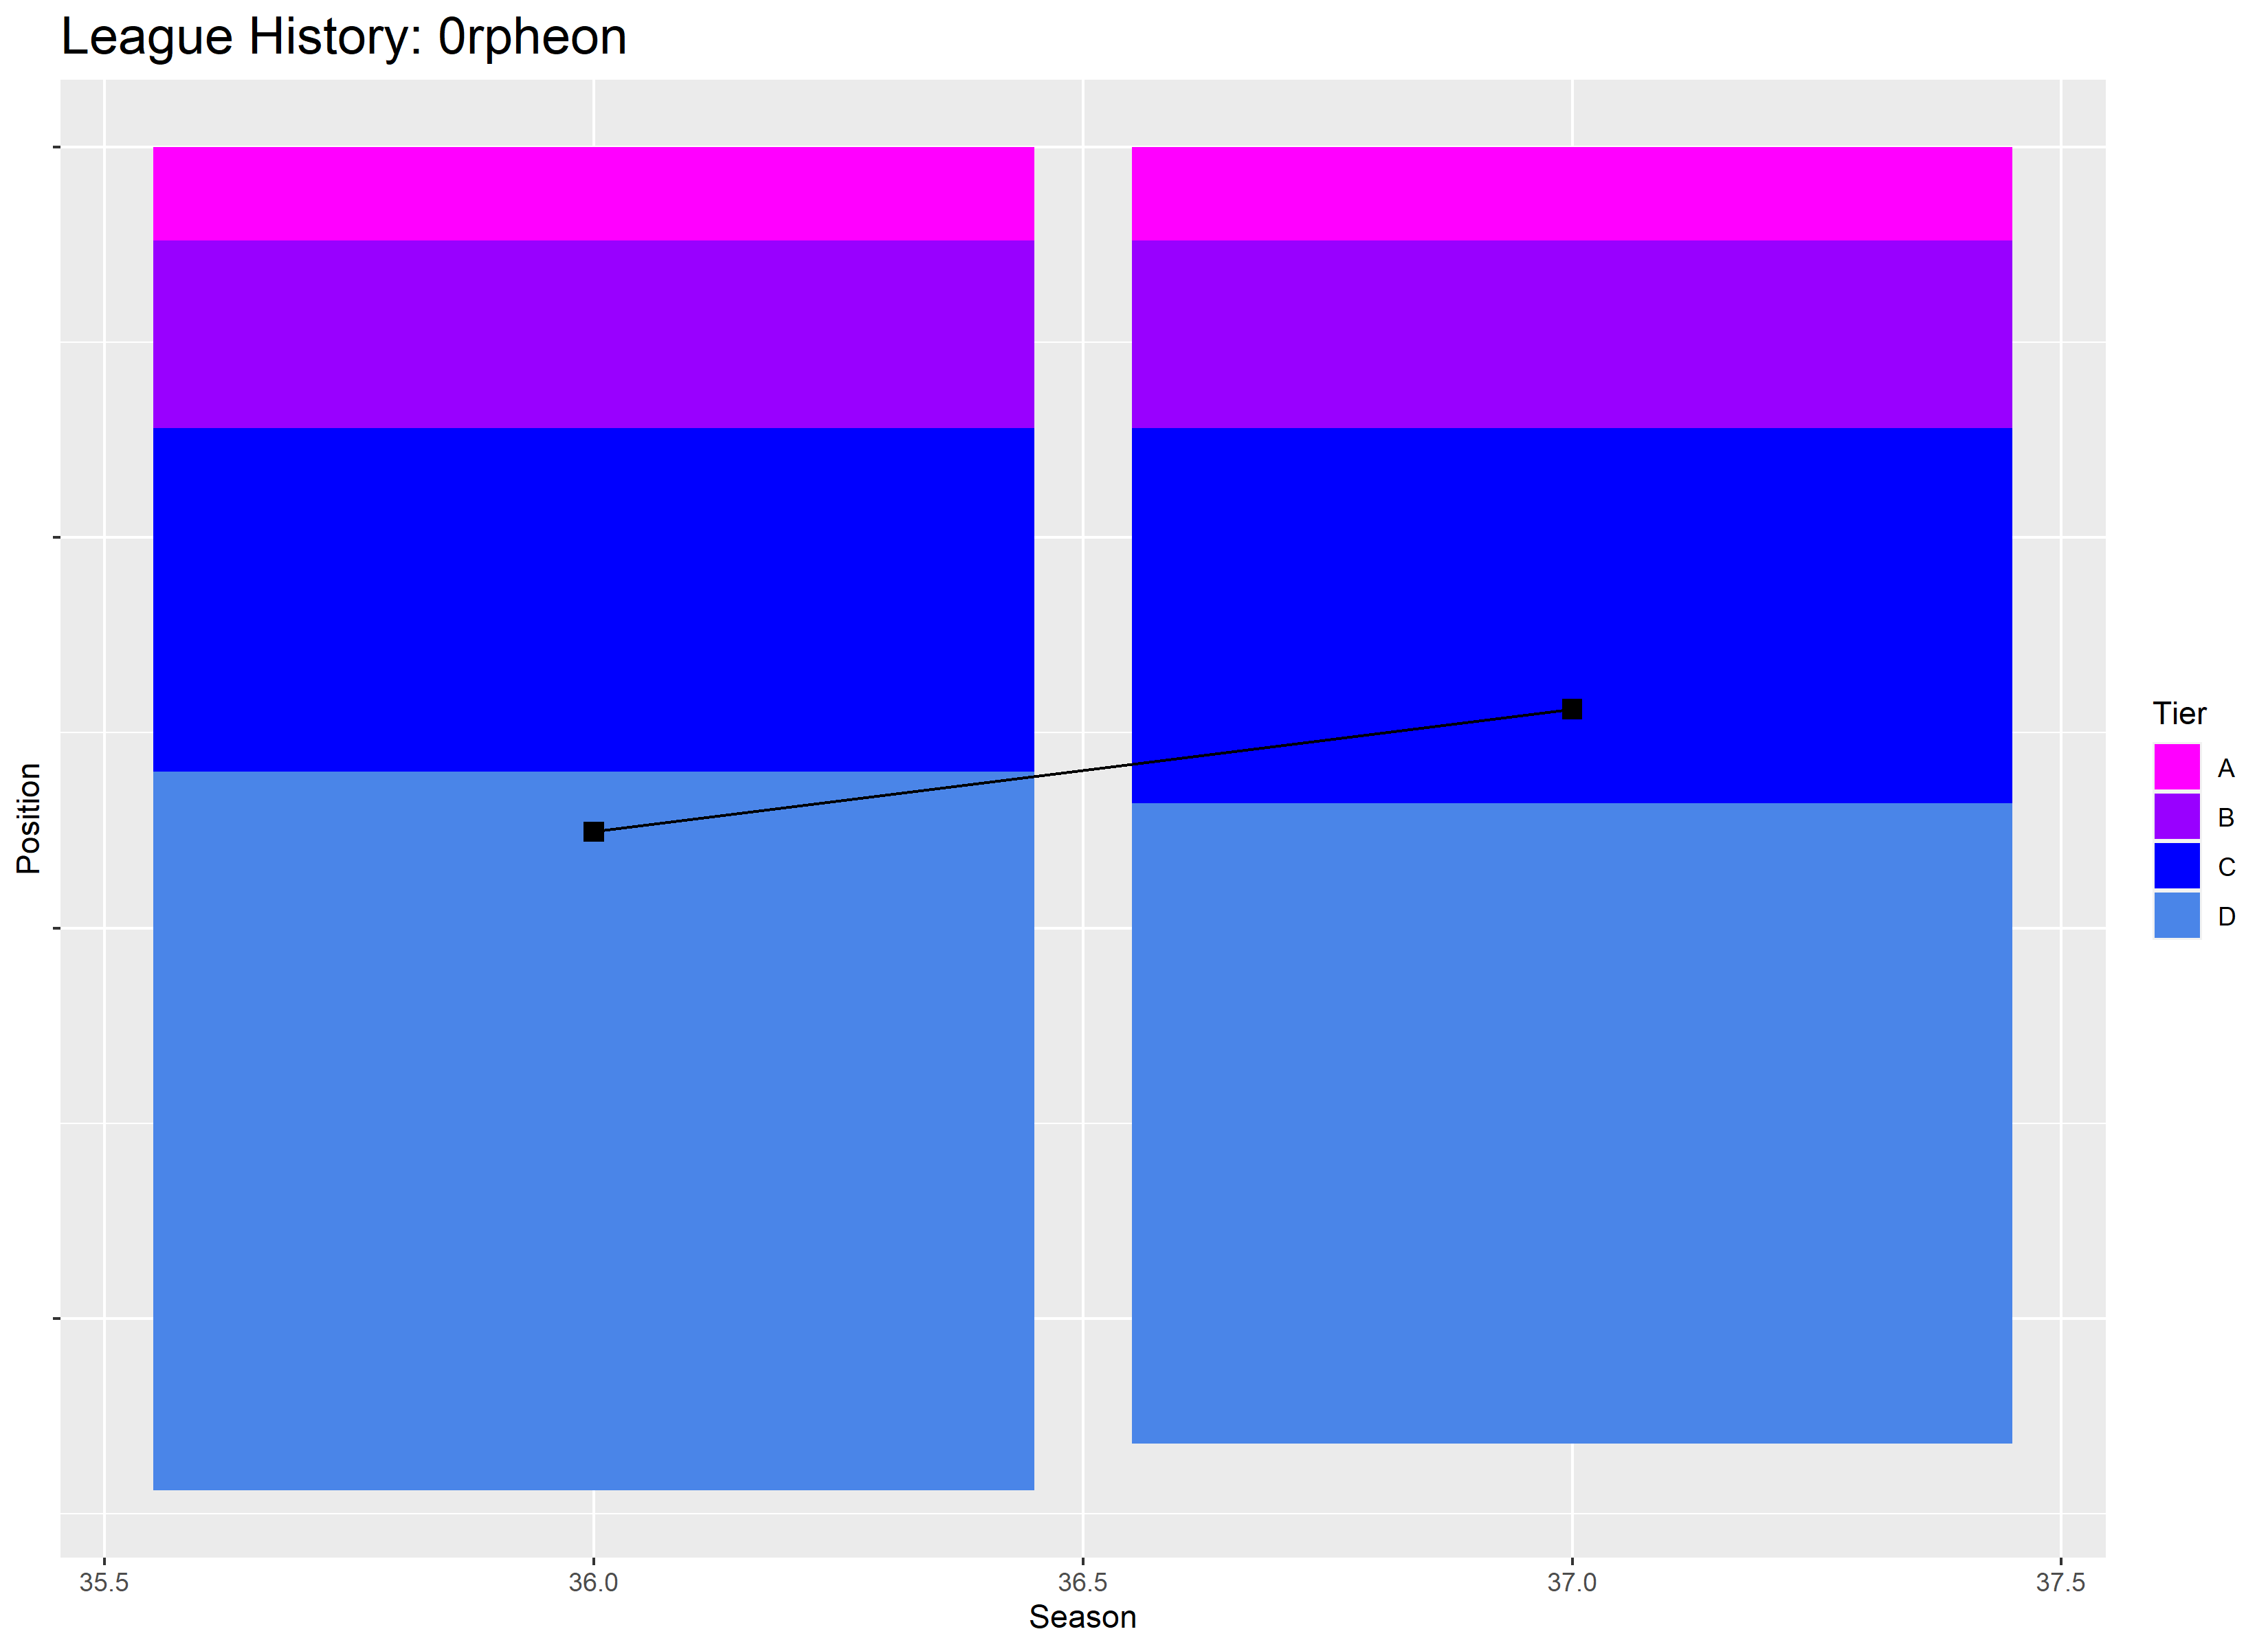 League History: 0rpheon
Position
35.5
36.0
36.5
37.0
37.5
Season
Tier
A
B
C
D